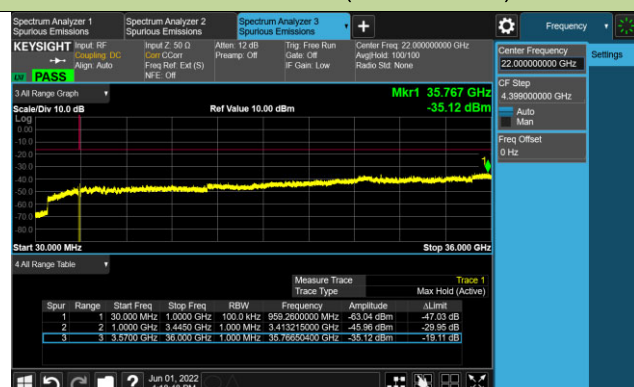 Spectrum Analyzer 1
Spurious Emissions
Spectrum Analyzer 2
Spurious Emissions
Spectrum Analyzer 3
Spurious Emissions
Frequency
KEYSIGHT
Input: RF
Coupling: DC
Align: Auto
Input Z: 50 Ω
Corr CCorr
Freq Ref: Ext (S)
NFE: Off
Atten: 12 dB
Preamp: Off
Trig: Free Run
Gate: Off
IF Gain: Low
Center Freq: 22.000000000 GHz
Avg|Hold: 100/100
Radio Std: None
PASS
Center Frequency
22.000000000 GHz
Settings
CF Step
4.399000000 GHz
Auto
Man
Freq Offset
0 Hz
3 All Range Graph
Mkr1 35.767 GHz
Scale/Div 10.0 dB
Ref Value 10.00 dBm
-35.12 dBm
Log
0.00
-10.0
-20.0
-30.0
-40.0
-50.0
-60.0
-70.0
-80.0
1
Start 30.000 MHz
Stop 36.000 GHz
4 All Range Table
Measure Trace Trace 1
Trace Type Max Hold (Active)
Spur Range Start Freq Stop Freq RBW Frequency Amplitude ΔLimit
1 1 30.000 MHz 1.0000 GHz 100.0 kHz 959.2600000 MHz -63.04 dBm -47.03 dB
2 2 1.0000 GHz 3.4450 GHz 1.000 MHz 3.413215000 GHz -45.96 dBm -29.95 dB
3 3 3.5700 GHz 36.000 GHz 1.000 MHz 35.76650400 GHz -35.12 dBm -19.11 dB
Jun 01, 2022